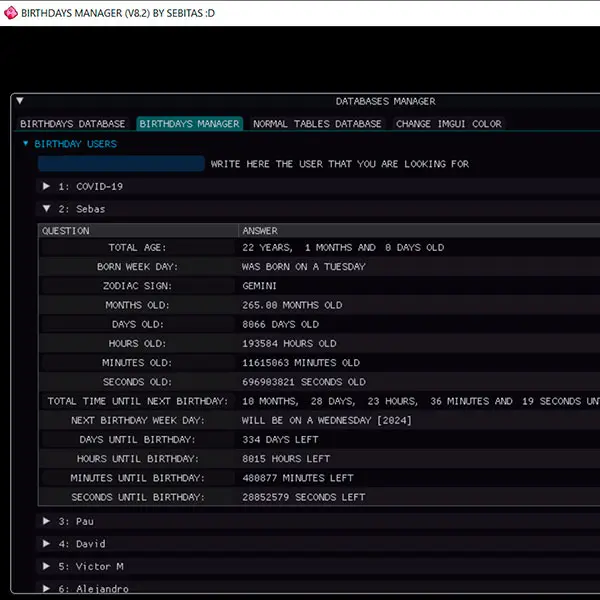 BIRTHDAYS MANAGER (V8.2) BY SEBITAS :D
DATABASES MANAGER
BIRTHDAYS DATABASE BIRTHDAYS MANAGER NORMAL TABLES DATABASE CHANGE IMGUI COLOR
BIRTHDAY USERS
WRITE HERE THE USER THAT YOU ARE LOOKING FOR
1: COVID-19
2: Sebas
QUESTION ANSWER
TOTAL AGE: 22 YEARS, 1 MONTHS AND 0 DAYS OLD
BORN WEEK DAY: WAS BORN ON A TUESDAY
ZODIAC SIGN: GEMINI
MONTHS OLD: 265.00 MONTHS OLD
DAYS OLD: 8066 DAYS OLD
HOURS OLD: 193584 HOURS OLD
MINUTES OLD: 11615063 MINUTES OLD
SECONDS OLD: 696903821 SECONDS OLD
TOTAL TIME UNTIL NEXT BIRTHDAY: 10 MONTHS, 28 DAYS, 23 HOURS, 36 MINUTES AND 19 SECONDS UN
NEXT BIRTHDAY WEEK DAY: WILL BE ON A WEDNESDAY [2024]
DAYS UNTIL BIRTHDAY: 334 DAYS LEFT
HOURS UNTIL BIRTHDAY: 8015 HOURS LEFT
MINUTES UNTIL BIRTHDAY: 480877 MINUTES LEFT
SECONDS UNTIL BIRTHDAY: 28852579 SECONDS LEFT
3: Pau
4: David
5: Victor M
6: Alejandro